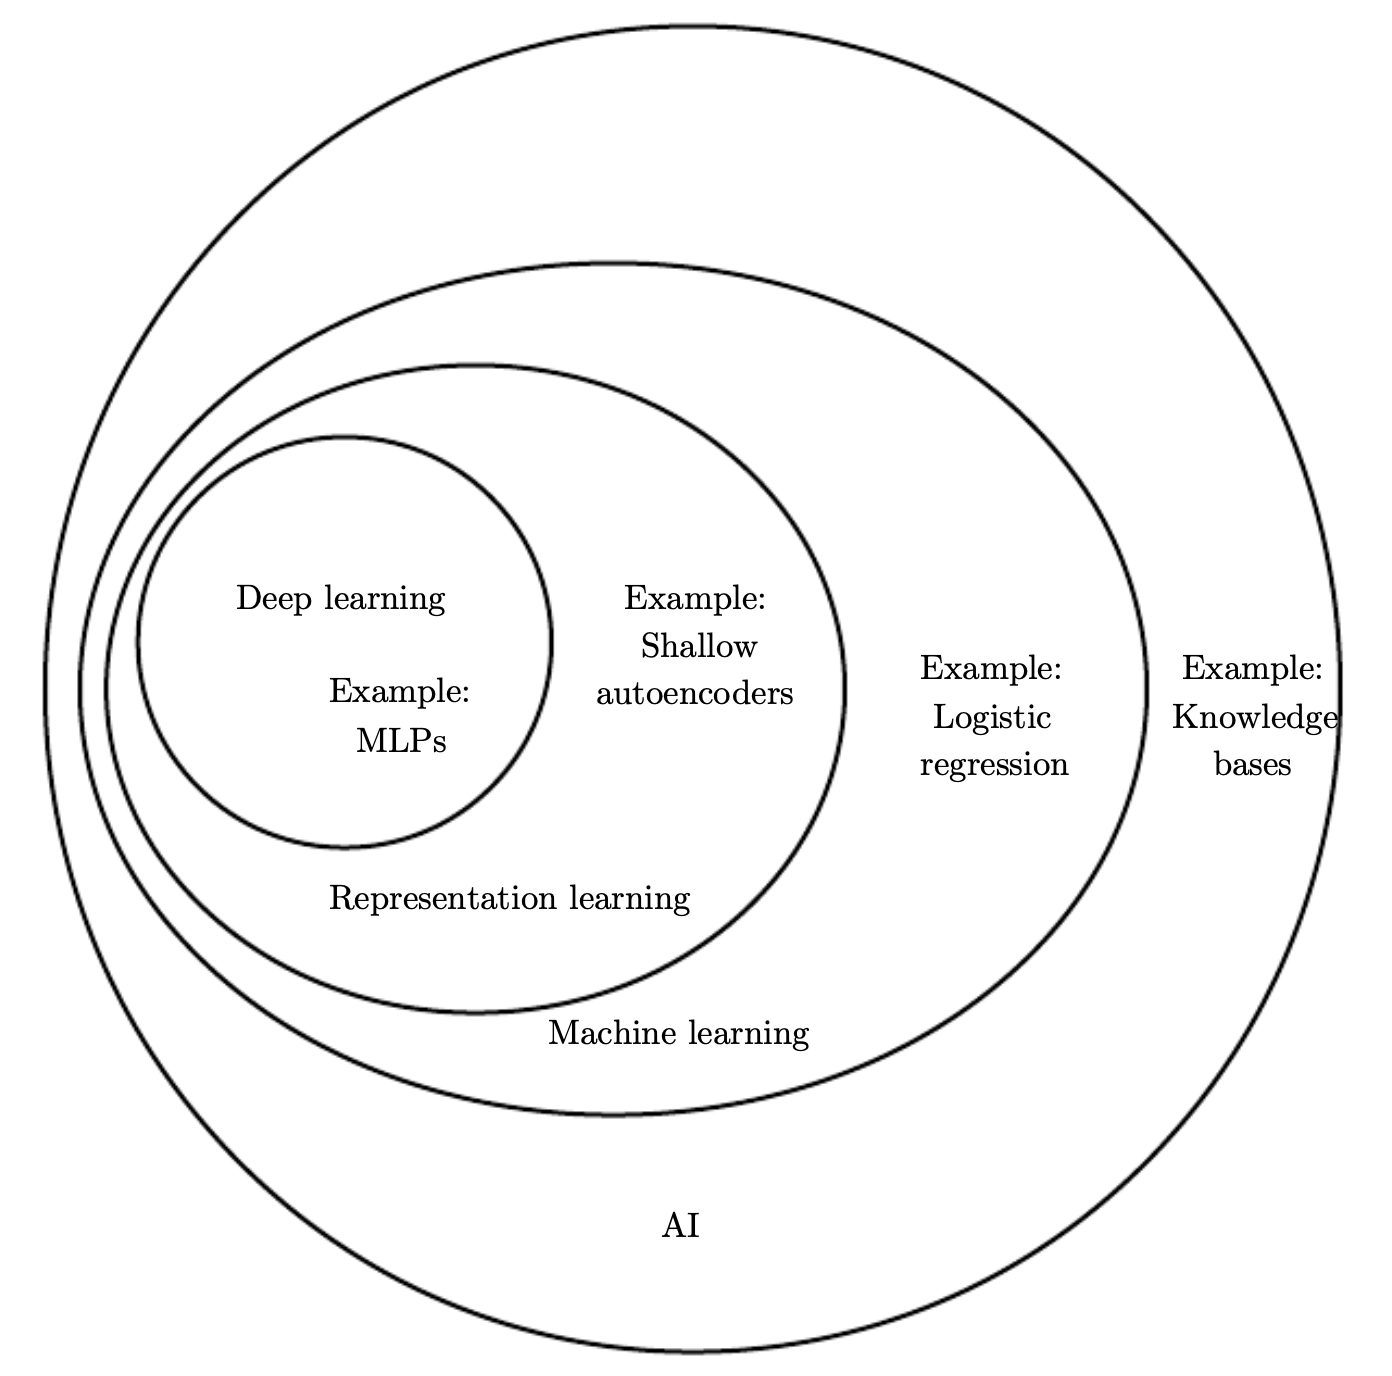 Deep learning
Example:
MLPs
Example:
Shallow
autoencoders
Example:
Logistic
regression
Example:
Knowledge
bases
Representation learning
Machine learning
AI